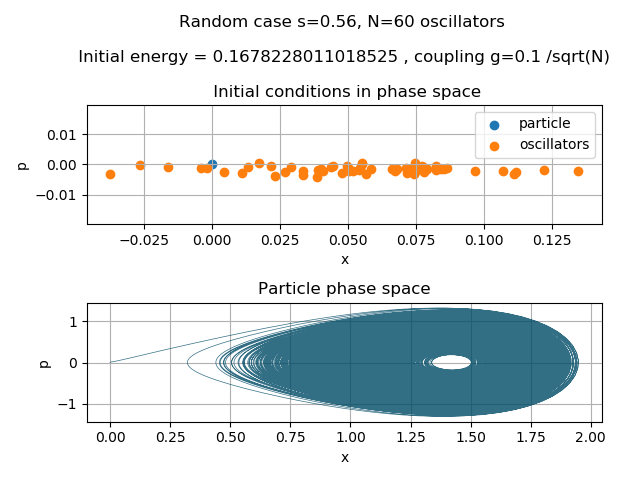 Random case s=0.56, N=60 oscillators
Initial energy = 0.1678228011018525 , coupling g=0.1 /sqrt(N)
Initial conditions in phase space
particle
oscillators
0.01
0.00
−0.01
p
−0.025 0.000 0.025 0.050 0.075 0.100 0.125
x
Particle phase space
1
0
−1
p
0.00 0.25 0.50 0.75 1.00 1.25 1.50 1.75 2.00
x